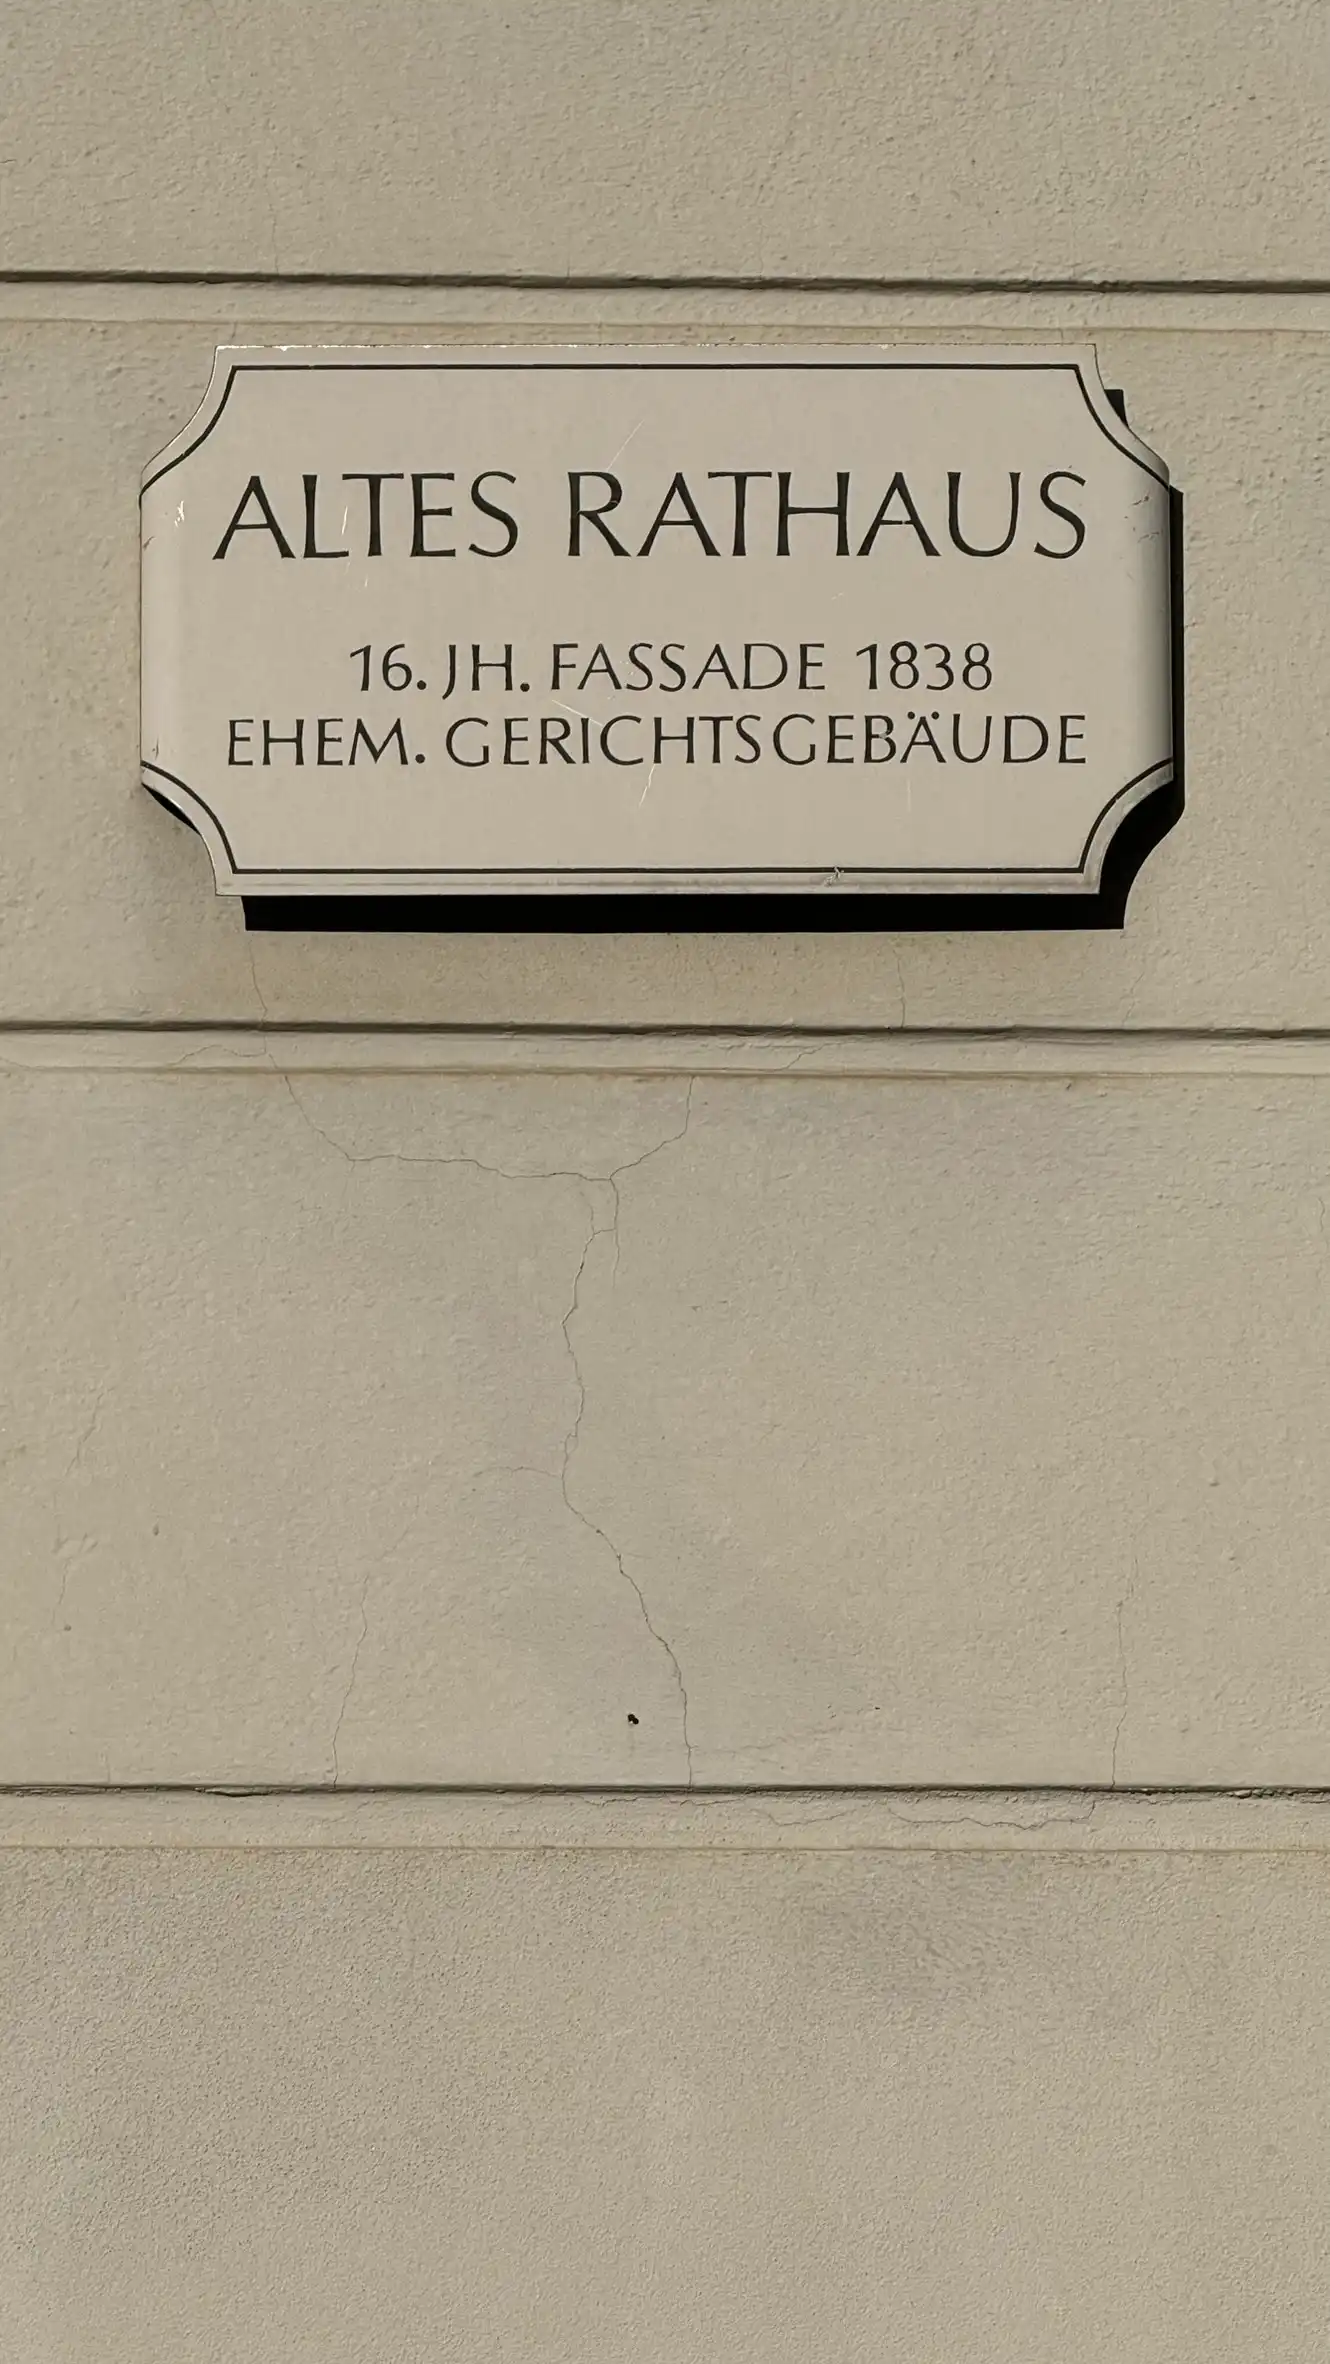 ALTES RATHAUS
16. JH. FASSADE 1838
EHEM. GERICHTSGEBÄUDE